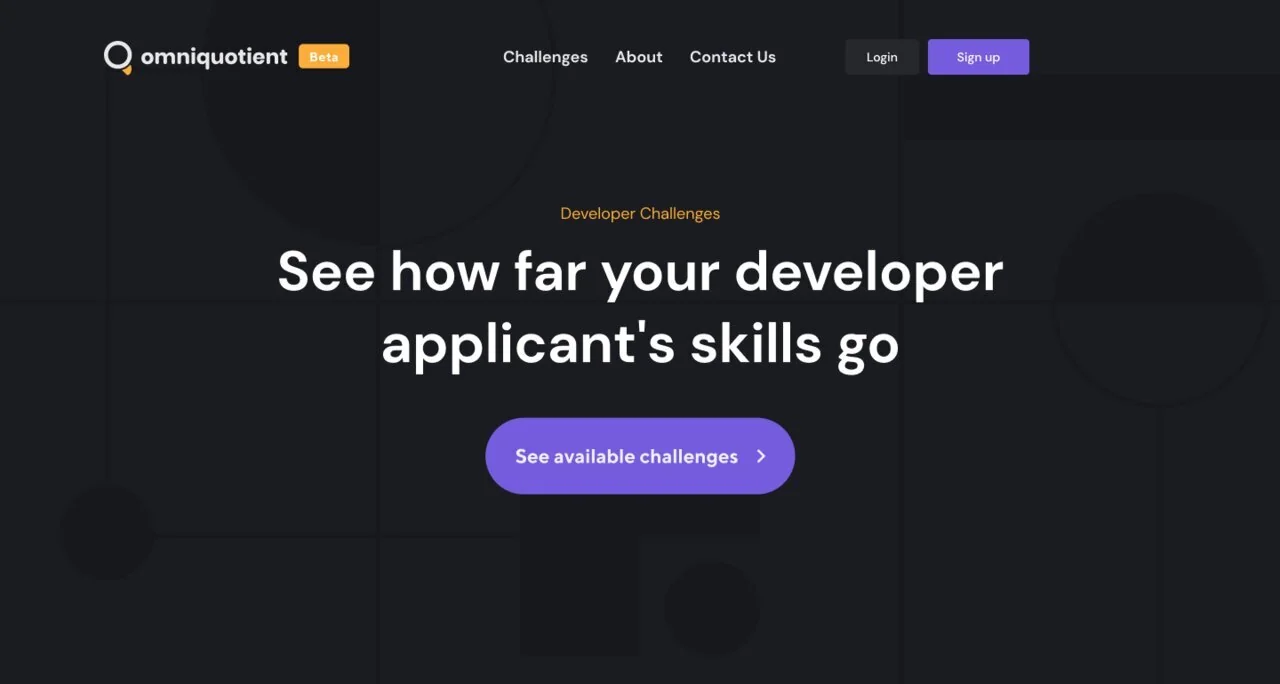 omniquotient Beta Challenges About Contact Us Login Sign up
Developer Challenges
See how far your developer
applicant's skills go
See available challenges